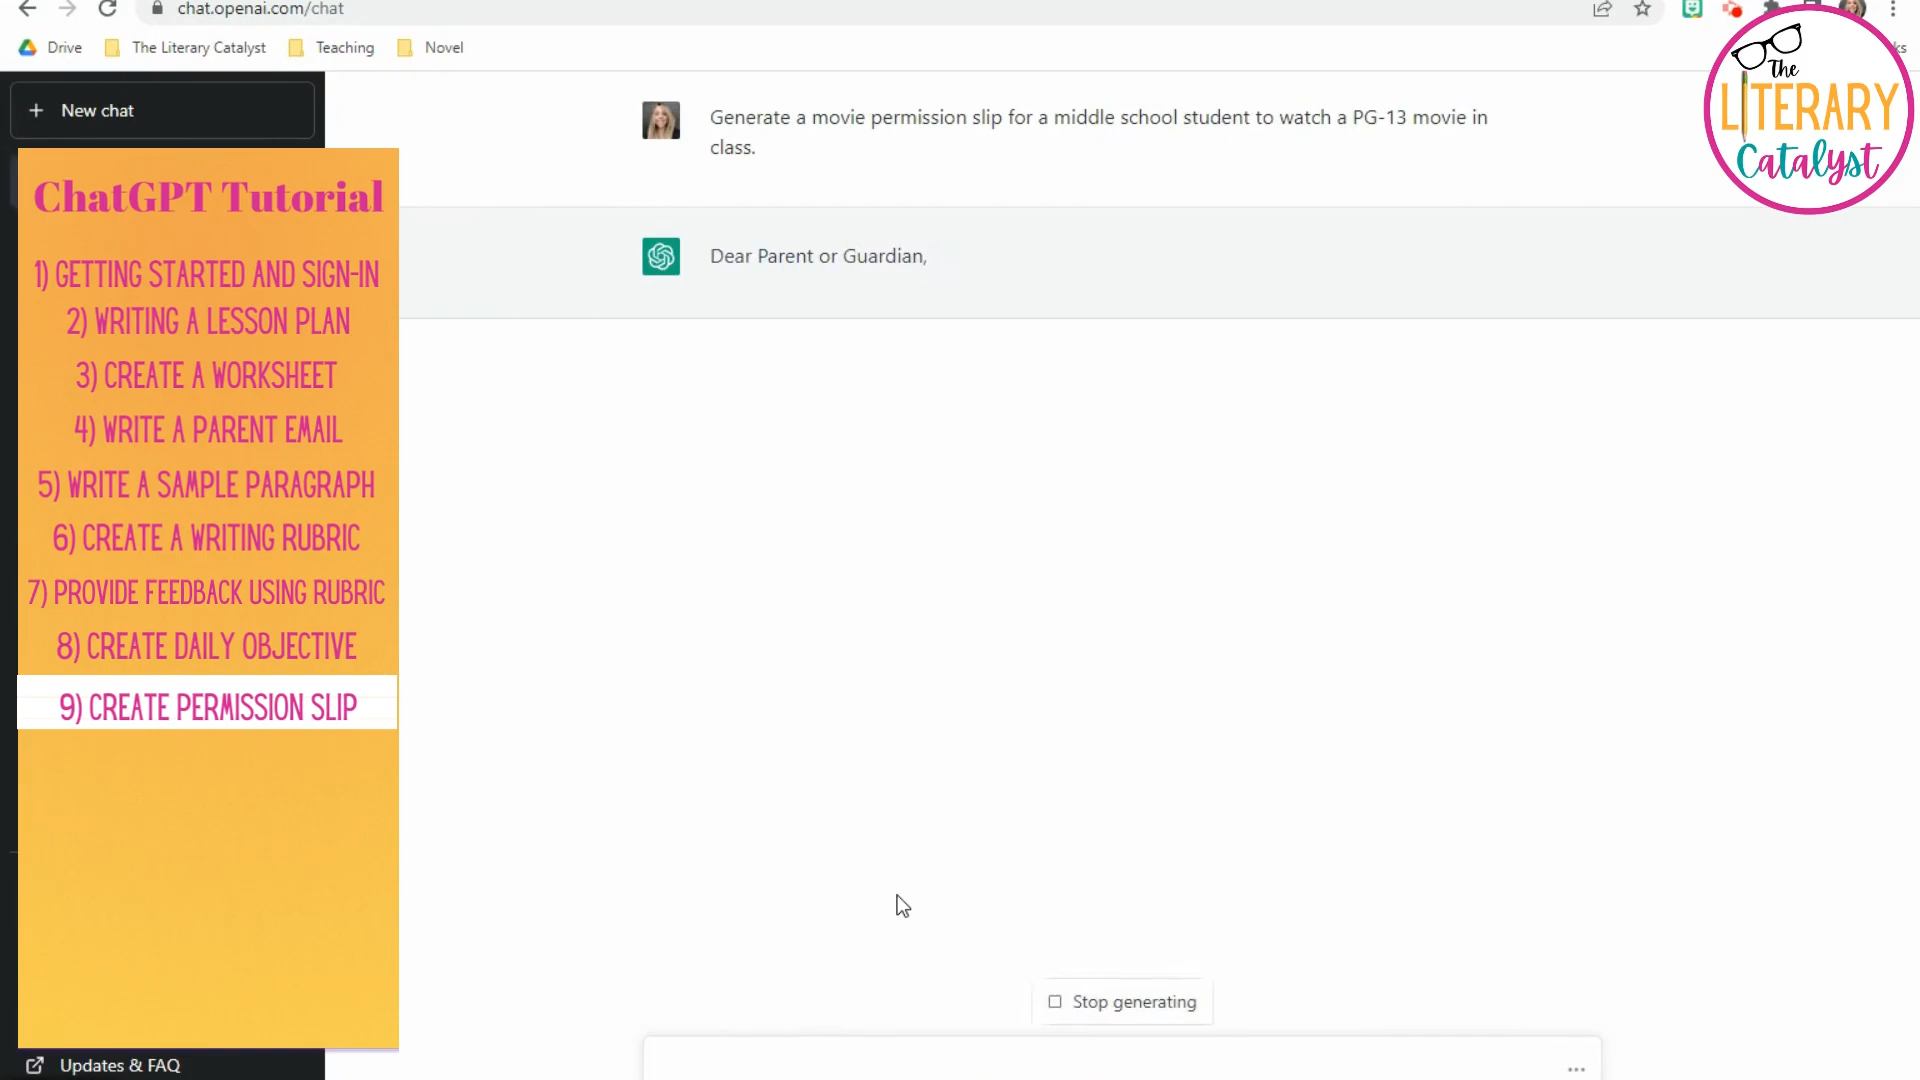 chat.openai.com/chat
Drive
The Literary Catalyst
Teaching
Novel
ks
The
LITERARY
Catalyst
+ New chat
Generate a movie permission slip for a middle school student to watch a PG-13 movie in
class.
ChatGPT Tutorial
1) GETTING STARTED AND SIGN-IN
2) WRITING A LESSON PLAN
3) CREATE A WORKSHEET
4) WRITE A PARENT EMAIL
5) WRITE A SAMPLE PARAGRAPH
6) CREATE A WRITING RUBRIC
7) PROVIDE FEEDBACK USING RUBRIC
8) CREATE DAILY OBJECTIVE
9) CREATE PERMISSION SLIP
Dear Parent or Guardian,
Stop generating
Updates & FAQ